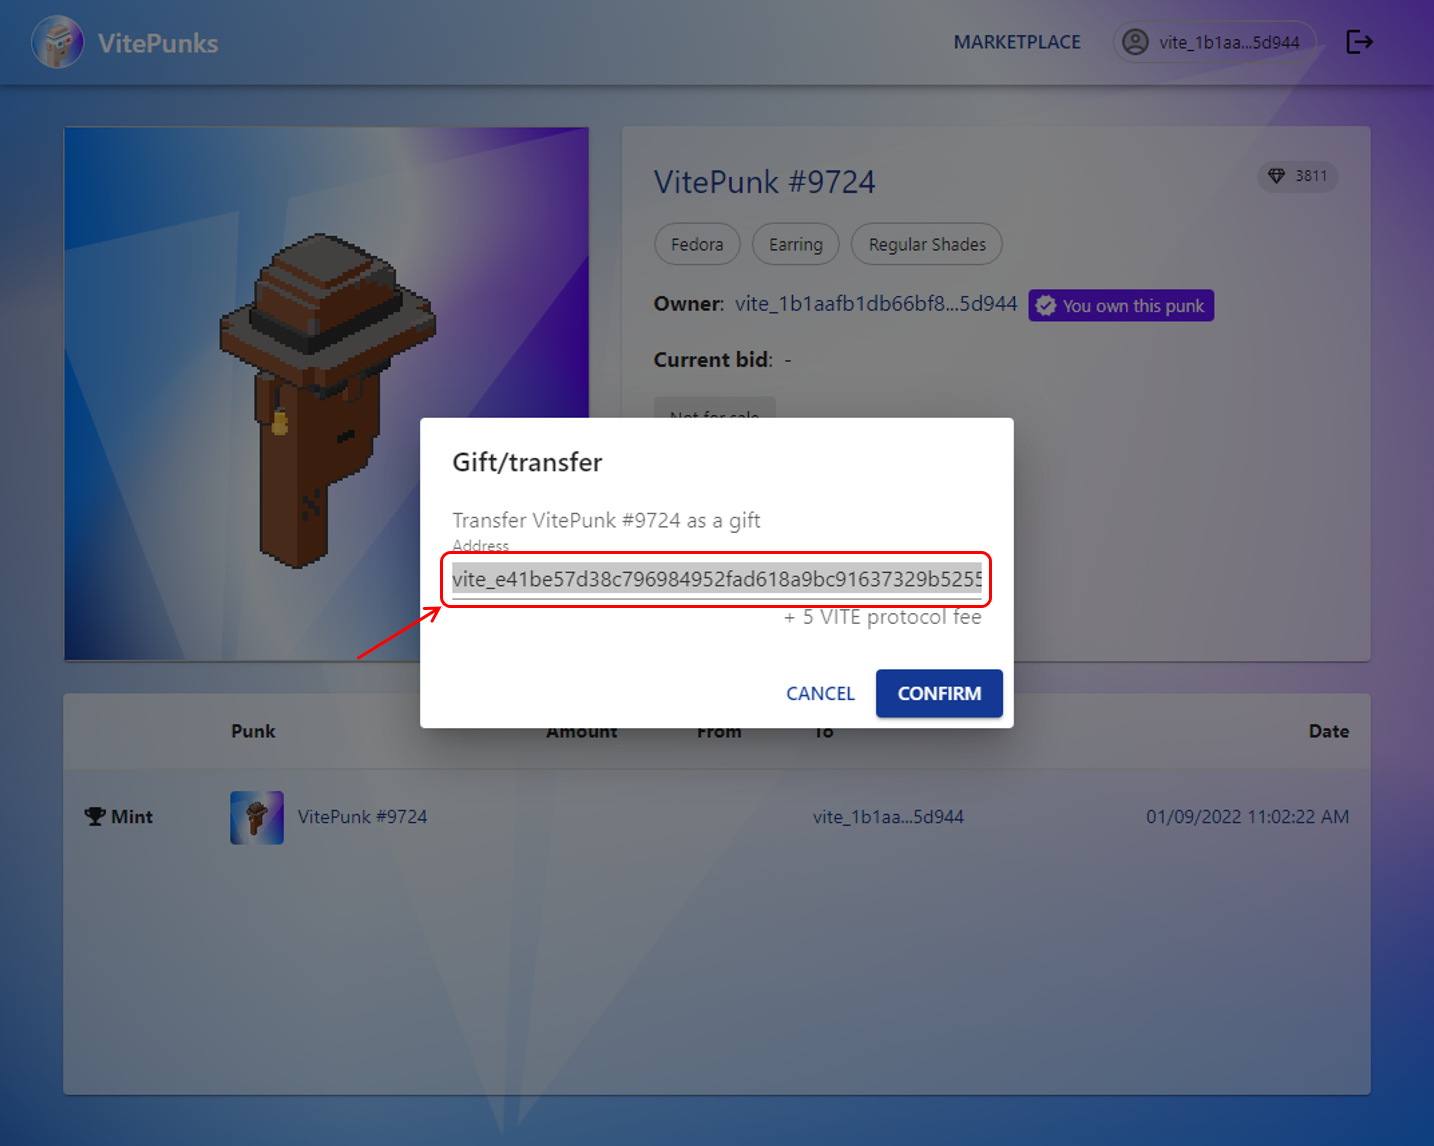 VitePunks
MARKETPLACE
vite_1b1aa...5d944
VitePunk #9724
3811
Fedora
Earring
Regular Shades
Owner: vite_1b1aafb1db66bf8...5d944
You own this punk
Current bid: -
Not for sale
Gift/transfer
Transfer VitePunk #9724 as a gift
Address
vite_e41be57d38c796984952fad618a9bc91637329b5255
+ 5 VITE protocol fee
CANCEL
CONFIRM
Punk Amount From To Date
Mint VitePunk #9724 vite_1b1aa...5d944 01/09/2022 11:02:22 AM